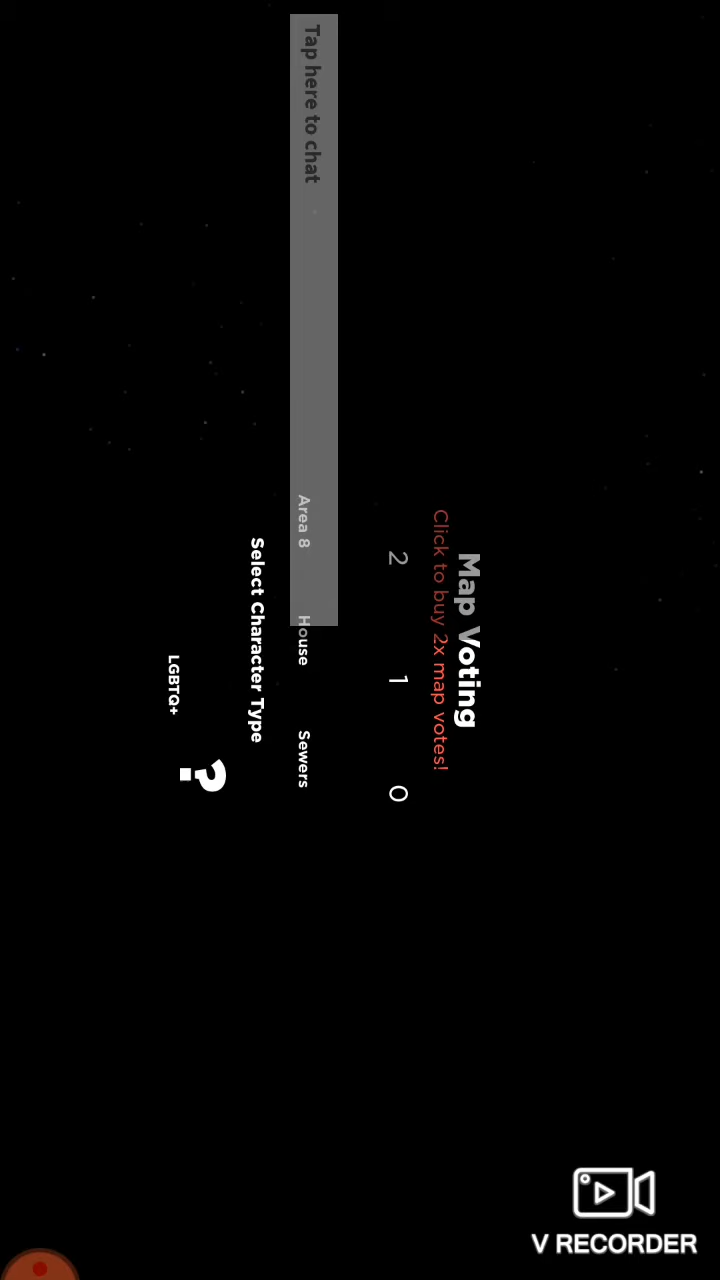 Map Voting
Click to buy 2x map votes!
2 1 0
Tap here to chat
Area 8 House Sewers
Select Character Type
?
LGBTQ+
V RECORDER